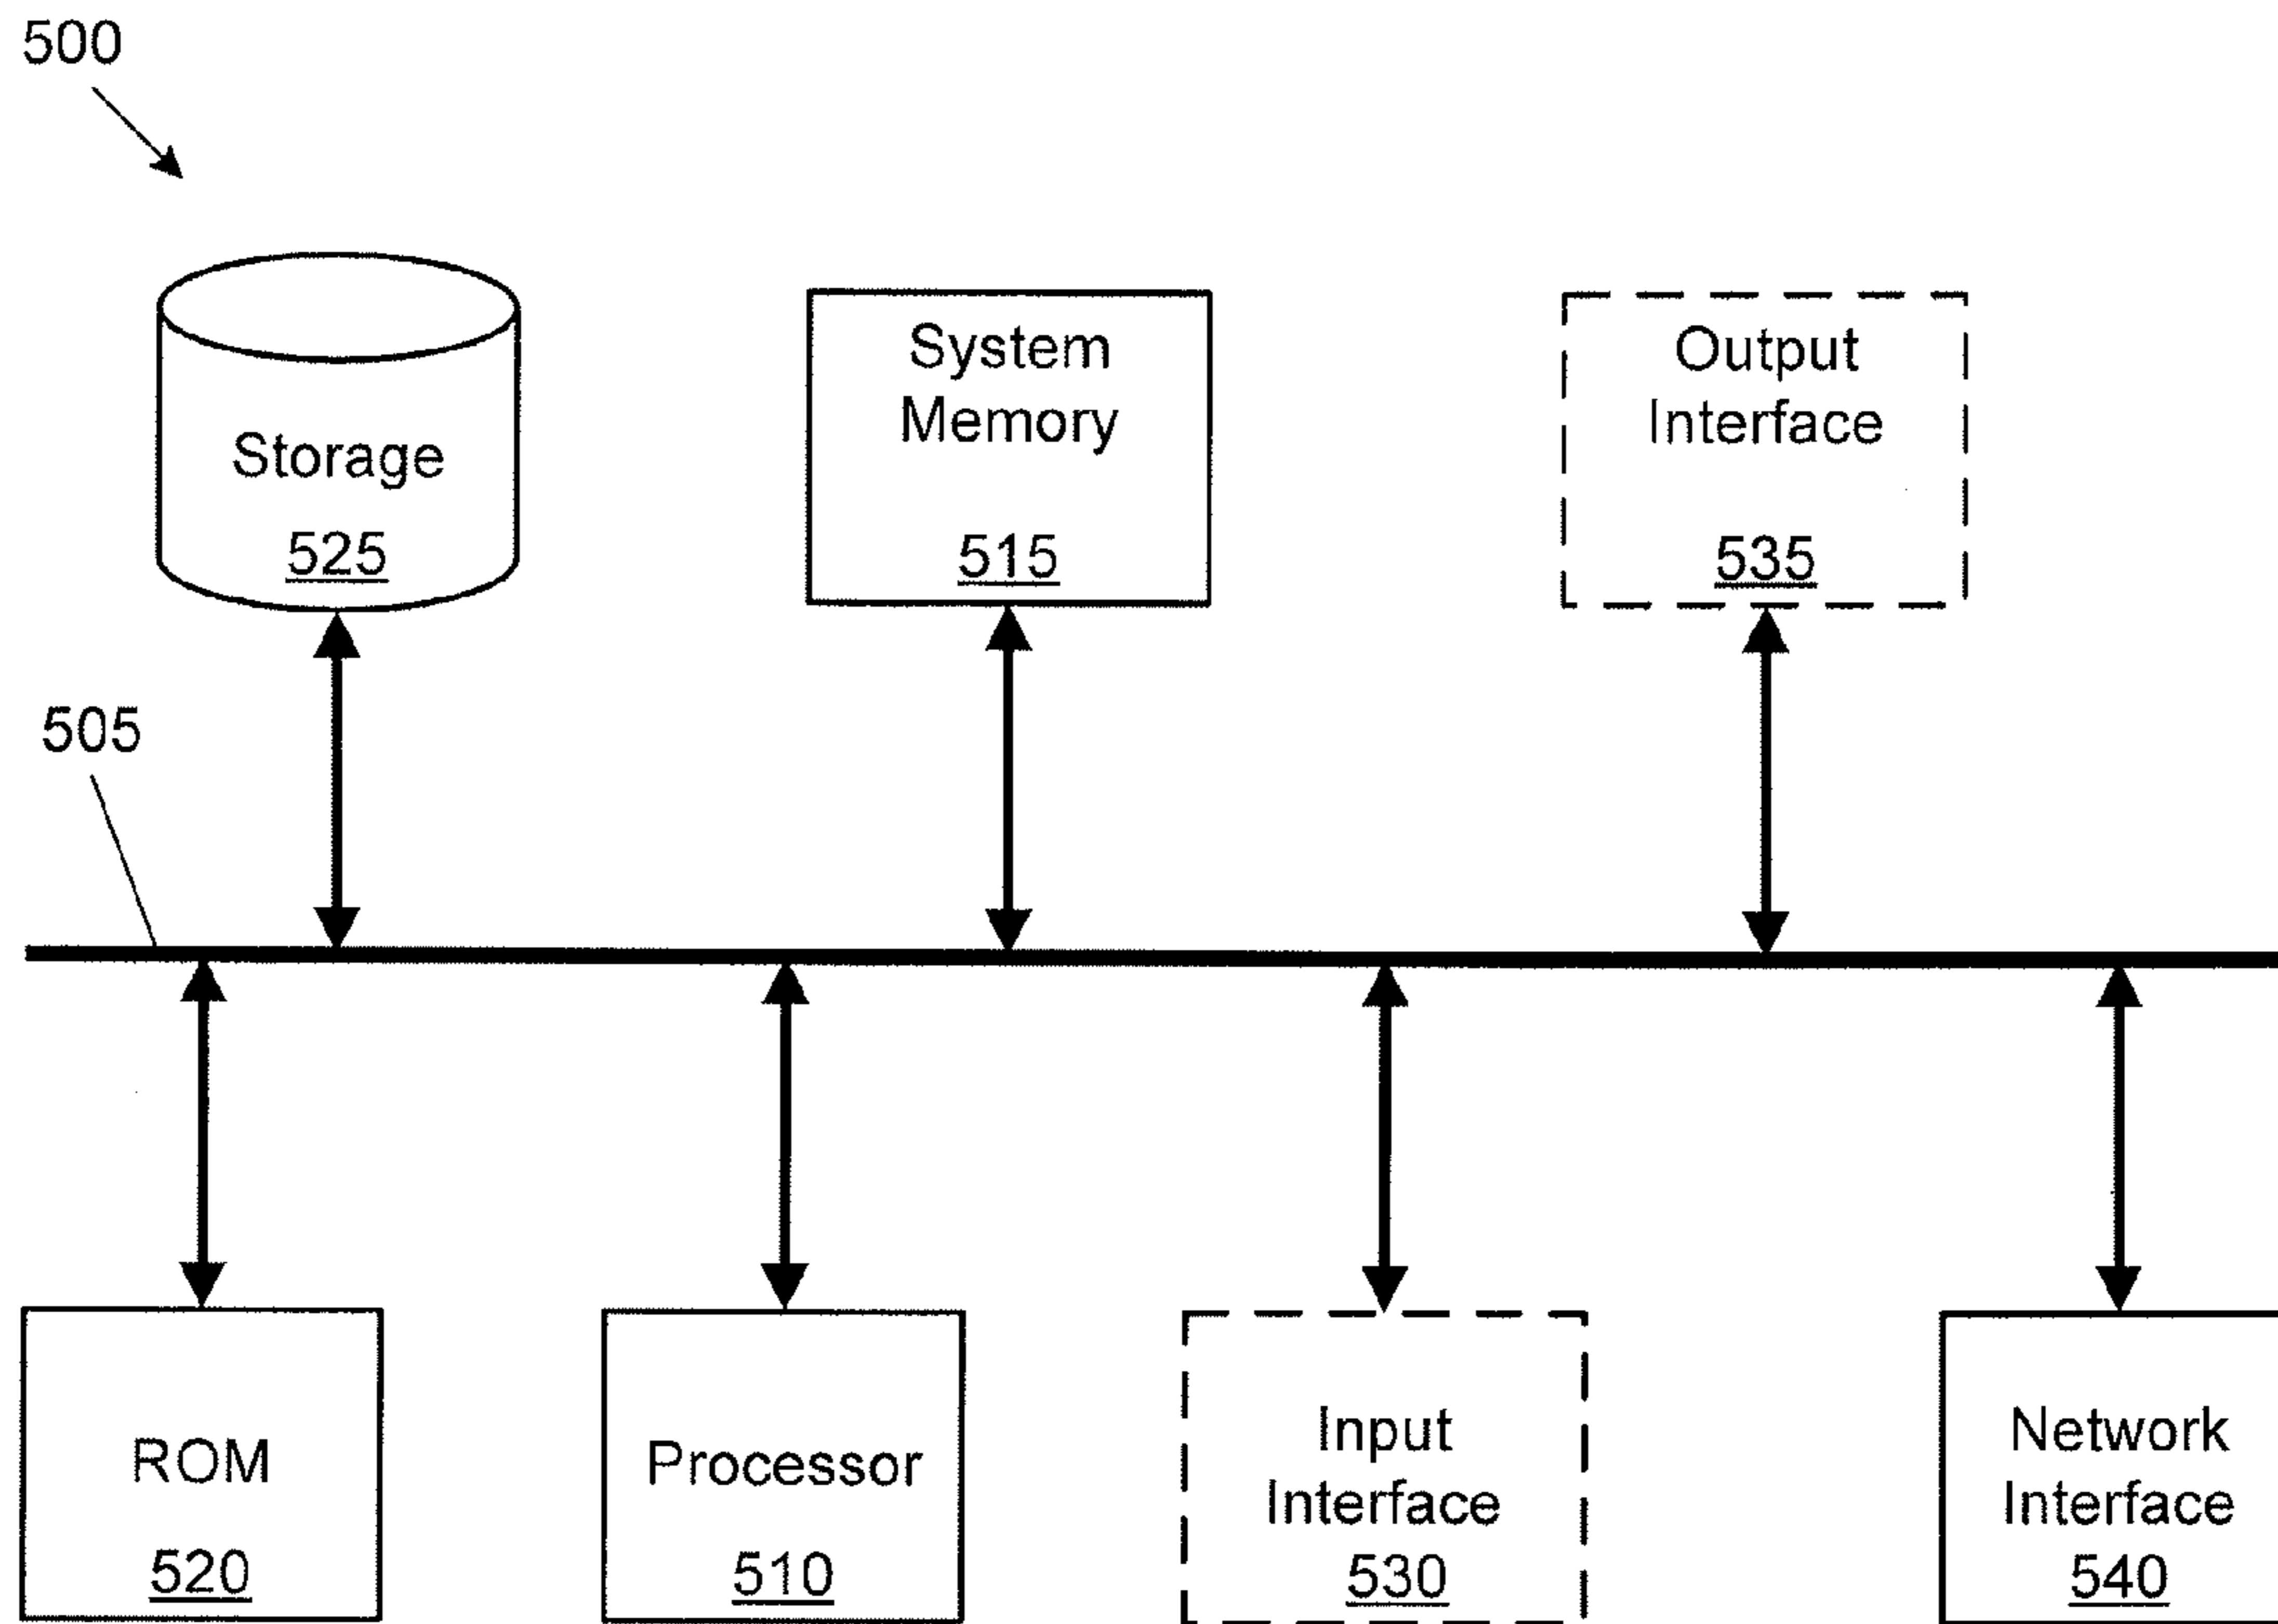 500
Storage
525
System
Memory
515
Output
Interface
535
505
ROM
520
Processor
510
Input
Interface
530
Network
Interface
540